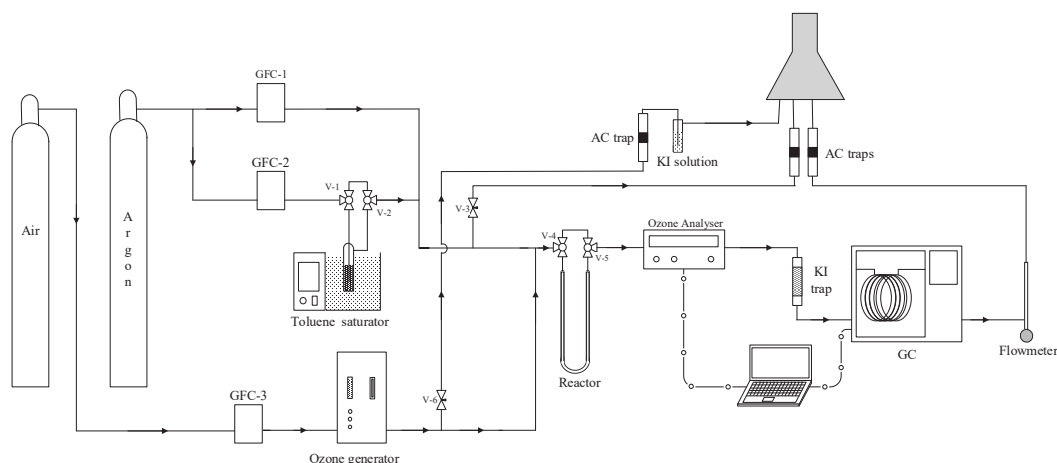 GFC-1
AC trap
KI solution
AC traps
GFC-2
V-1
V-2
V-3
Air
Argon
V-4
V-5
Ozone Analyser
KI
trap
Toluene saturator
GC
Flowmeter
Reactor
GFC-3
V-6
Ozone generator